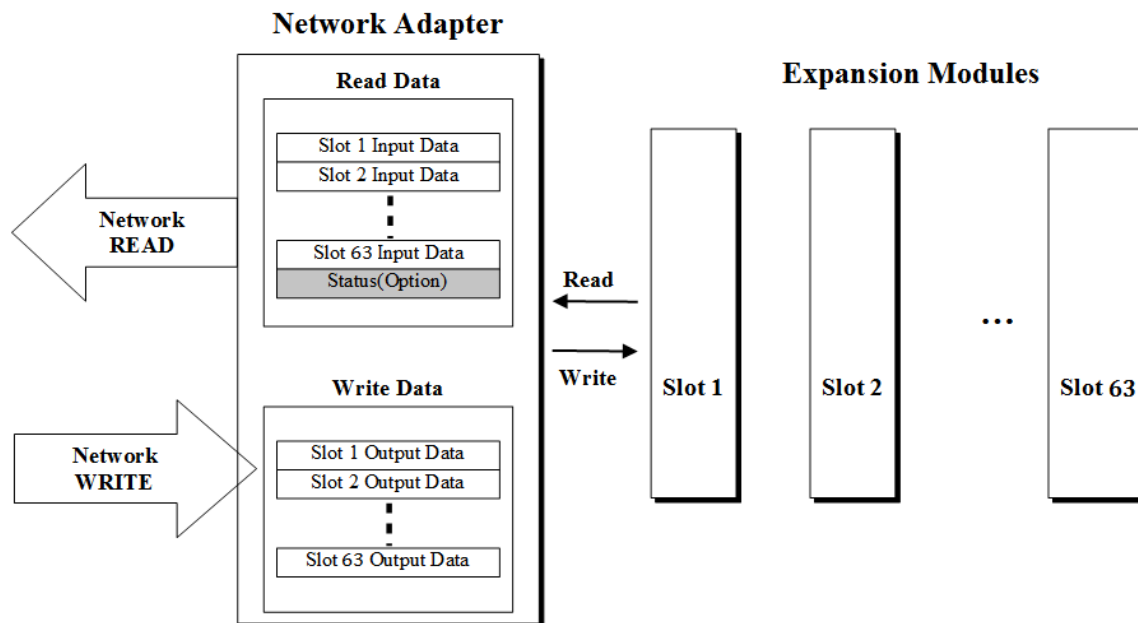 Network Adapter
Read Data
Slot 1 Input Data
Slot 2 Input Data
Slot 63 Input Data
Status(Option)
Network
READ
Write Data
Slot 1 Output Data
Slot 2 Output Data
Slot 63 Output Data
Network
WRITE
Read
Write
Expansion Modules
Slot 1
Slot 2
...
Slot 63